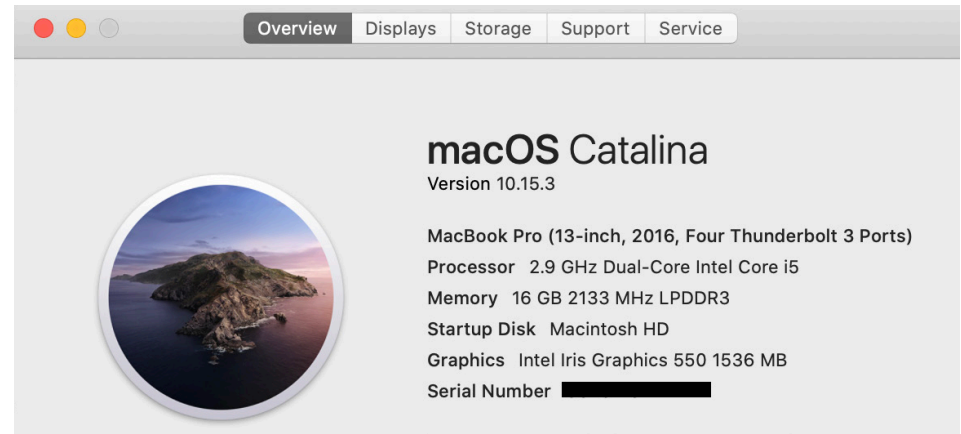 Overview Displays Storage Support Service
macOS Catalina
Version 10.15.3
MacBook Pro (13-inch, 2016, Four Thunderbolt 3 Ports)
Processor 2.9 GHz Dual-Core Intel Core i5
Memory 16 GB 2133 MHz LPDDR3
Startup Disk Macintosh HD
Graphics Intel Iris Graphics 550 1536 MB
Serial Number